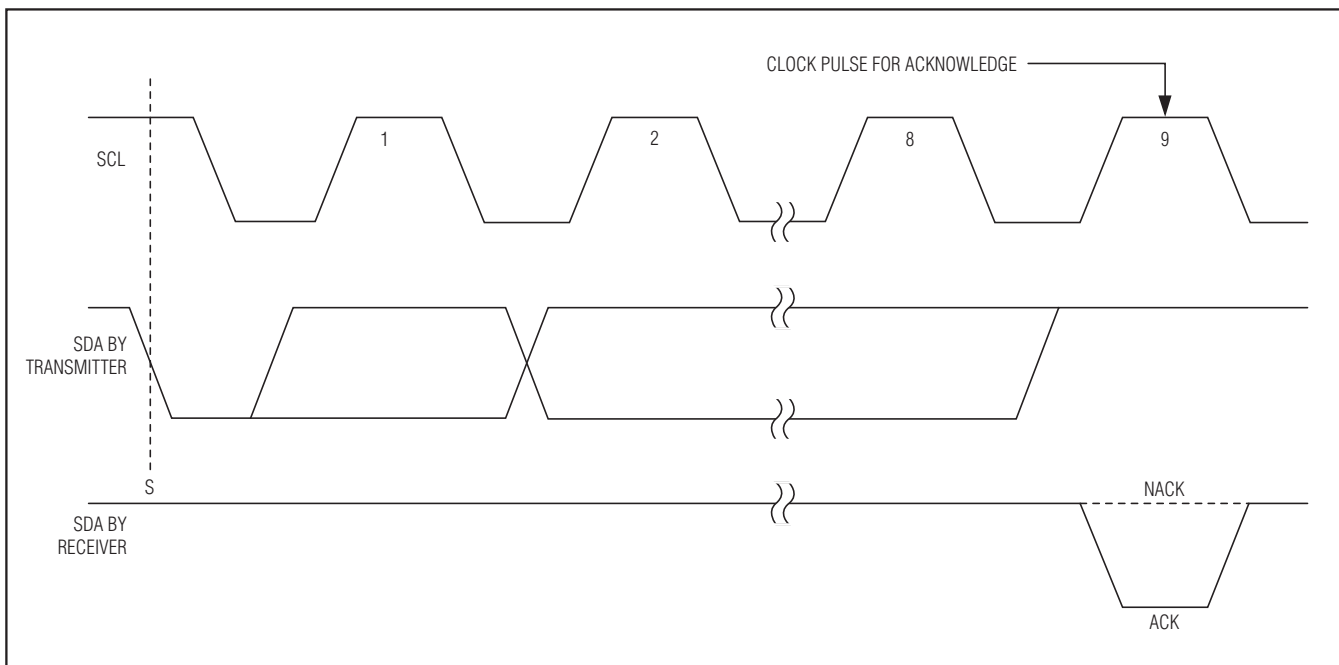 CLOCK PULSE FOR ACKNOWLEDGE
SCL
1
2
8
9
SDA BY
TRANSMITTER
S
SDA BY
RECEIVER
NACK
ACK